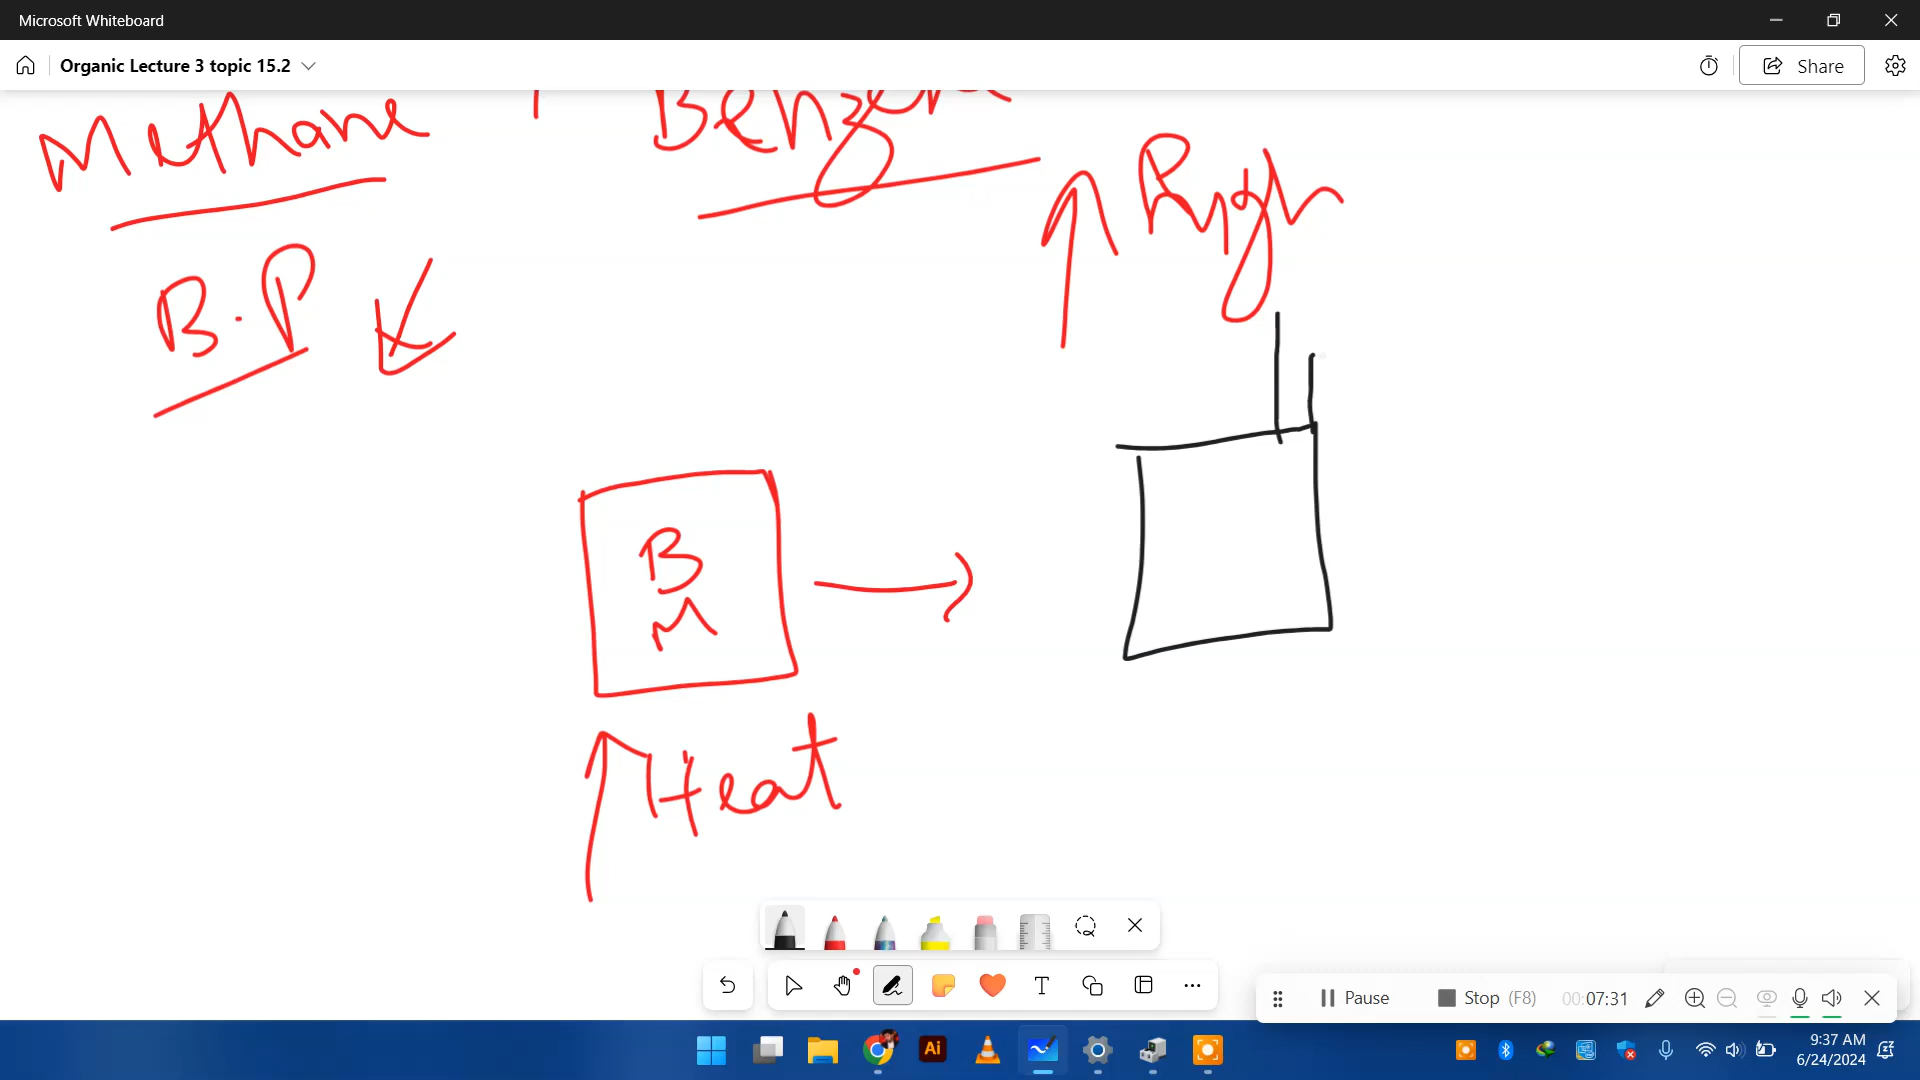 Microsoft Whiteboard
Organic Lecture 3 topic 15.2
Share
Methane
B.P
B
M
Heat
T
Pause
Stop (F8)
00:07:31
Ai
9:37 AM
6/24/2024